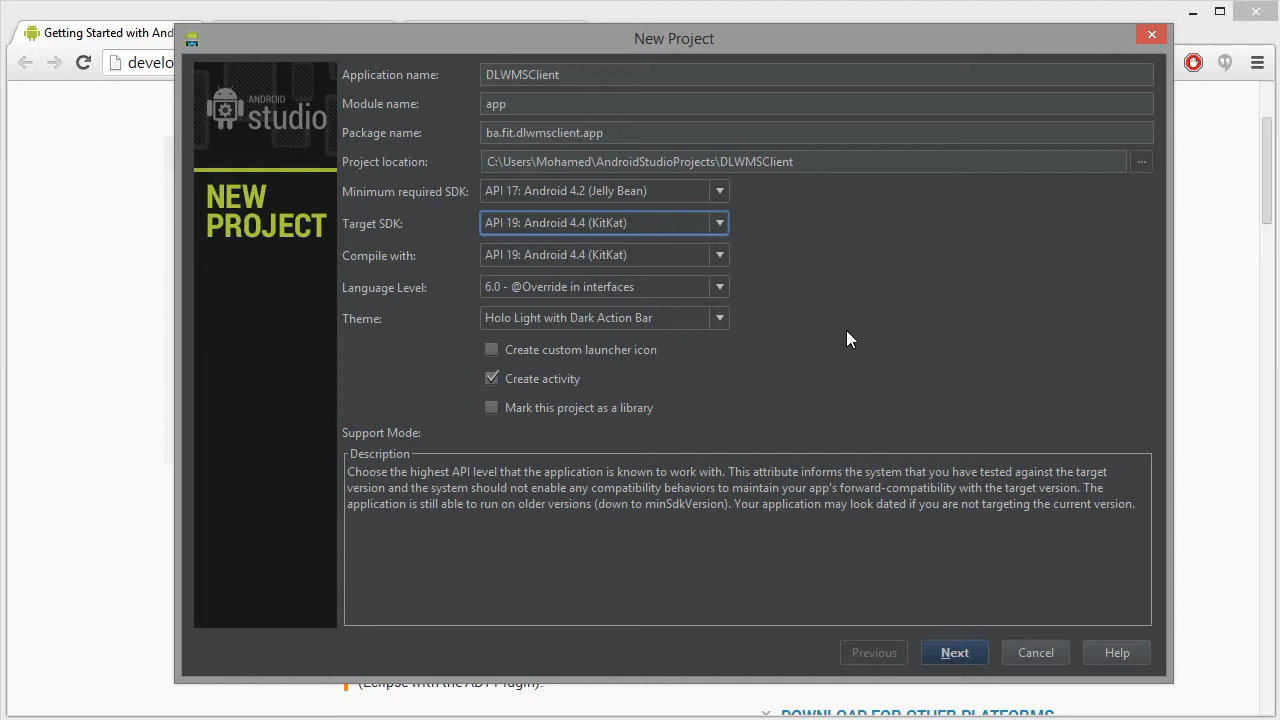 Getting Started with And
New Project
develo
ANDROID
studio
NEW
PROJECT
Application name:
DLWMSClient
Module name:
app
Package name:
ba.fit.dlwmsclient.app
Project location:
C:\Users\Mohamed\AndroidStudioProjects\DLWMSClient
...
Minimum required SDK:
API 17: Android 4.2 (Jelly Bean)
Target SDK:
API 19: Android 4.4 (KitKat)
Compile with:
API 19: Android 4.4 (KitKat)
Language Level:
6.0 - @Override in interfaces
Theme:
Holo Light with Dark Action Bar
Create custom launcher icon
Create activity
Mark this project as a library
Support Mode:
Description
Choose the highest API level that the application is known to work with. This attribute informs the system that you have tested against the target
version and the system should not enable any compatibility behaviors to maintain your app's forward-compatibility with the target version. The
application is still able to run on older versions (down to minSdkVersion). Your application may look dated if you are not targeting the current version.
Previous
Next
Cancel
Help
(Eclipse with the ADT Plugin).
DOWNLOAD FOR OTHER PLATFORMS